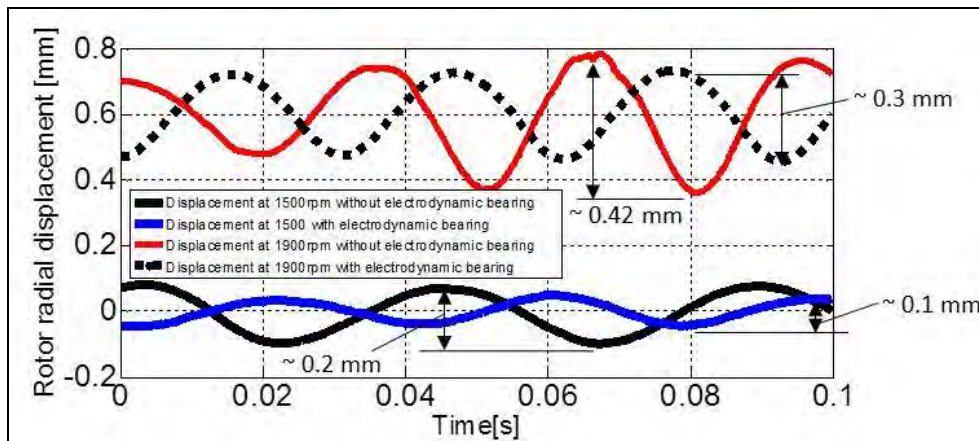 Rotor radial displacement [mm]
0.8
0.6
0.4
0.2
0
-0.2
~ 0.3 mm
~ 0.42 mm
Displacement at 1500rpm without electrodynamic bearing
Displacement at 1500 with electrodynamic bearing
Displacement at 1900rpm without electrodynamic bearing
Displacement at 1900rpm with electrodynamic bearing
~ 0.1 mm
~ 0.2 mm
0 0.02 0.04 0.06 0.08 0.1
Time[s]